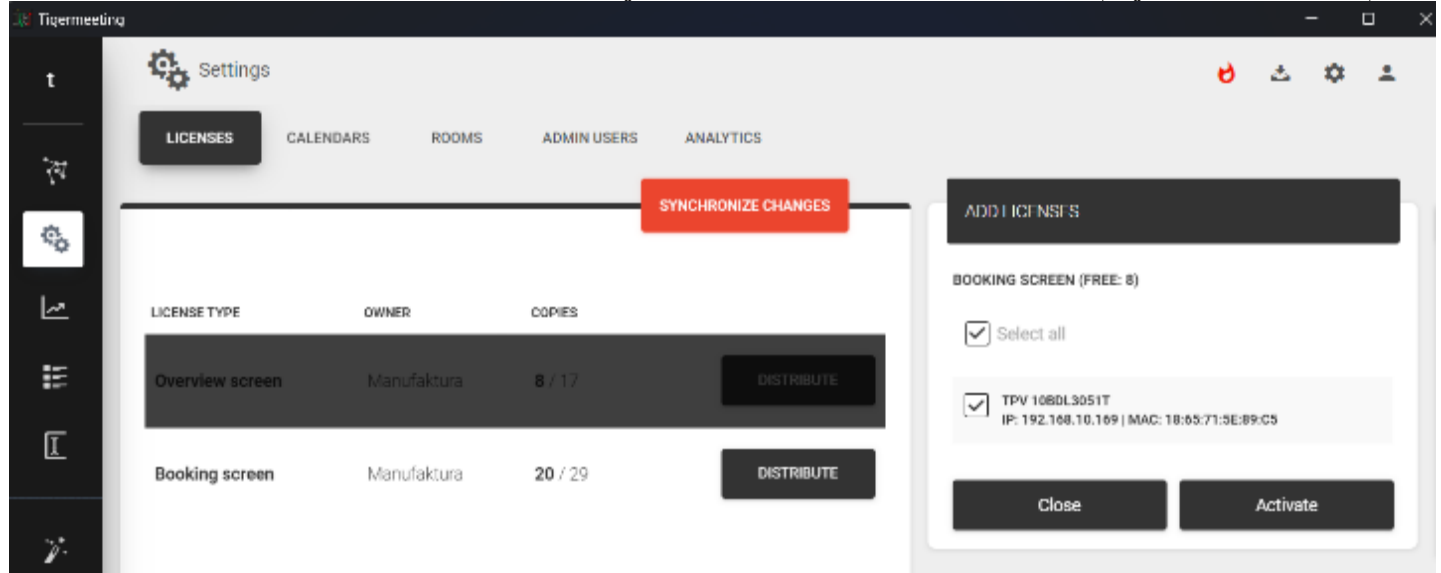 Tigermeeting
t
Settings
LICENSES CALENDARS ROOMS ADMIN USERS ANALYTICS
SYNCHRONIZE CHANGES
LICENSE TYPE OWNER COPIES
Overview screen Manufaktura 8 / 17 DISTRIBUTE
Booking screen Manufaktura 20 / 29 DISTRIBUTE
ADD LICENSES
BOOKING SCREEN (FREE: 8)
Select all
TPV 10BDL3051T
IP: 192.168.10.169 | MAC: 18:65:71:5E:89:C5
Close Activate